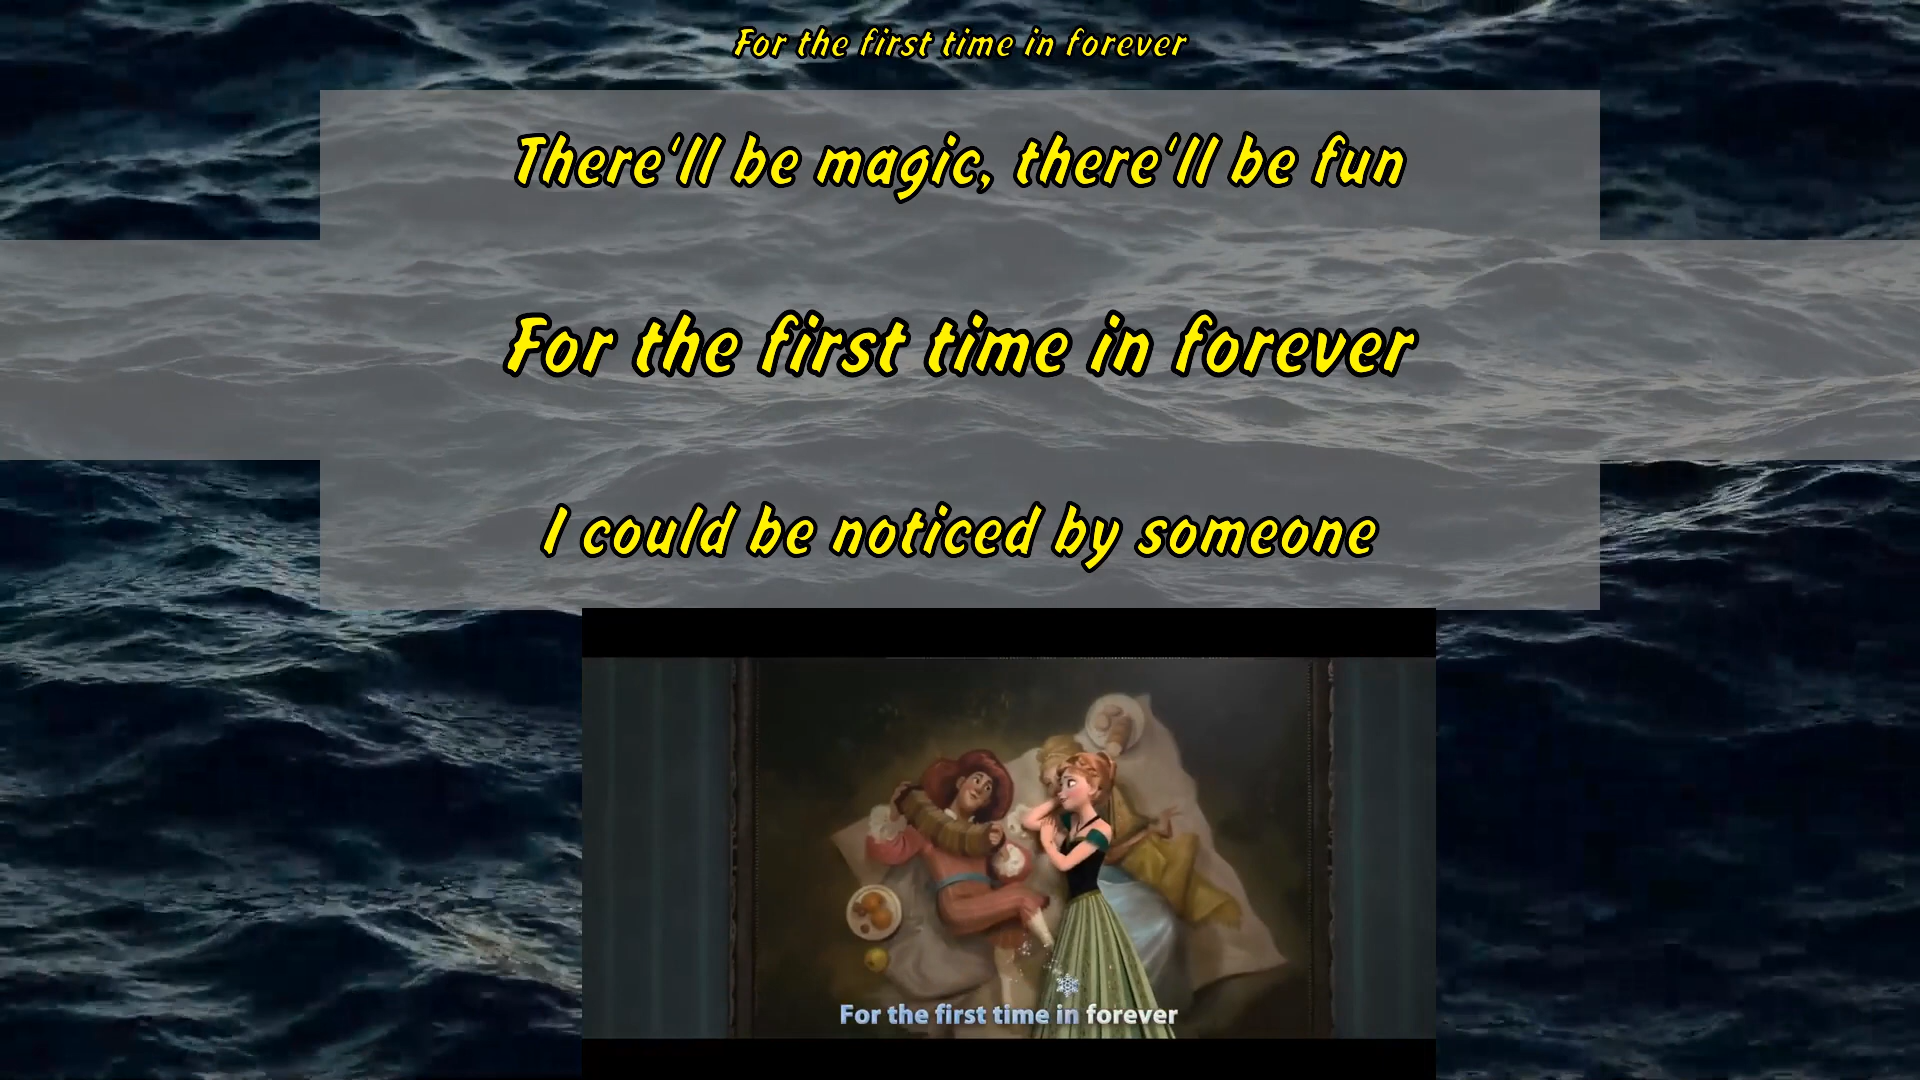 For the first time in forever
There'll be magic, there'll be fun
For the first time in forever
I could be noticed by someone
For the first time in forever